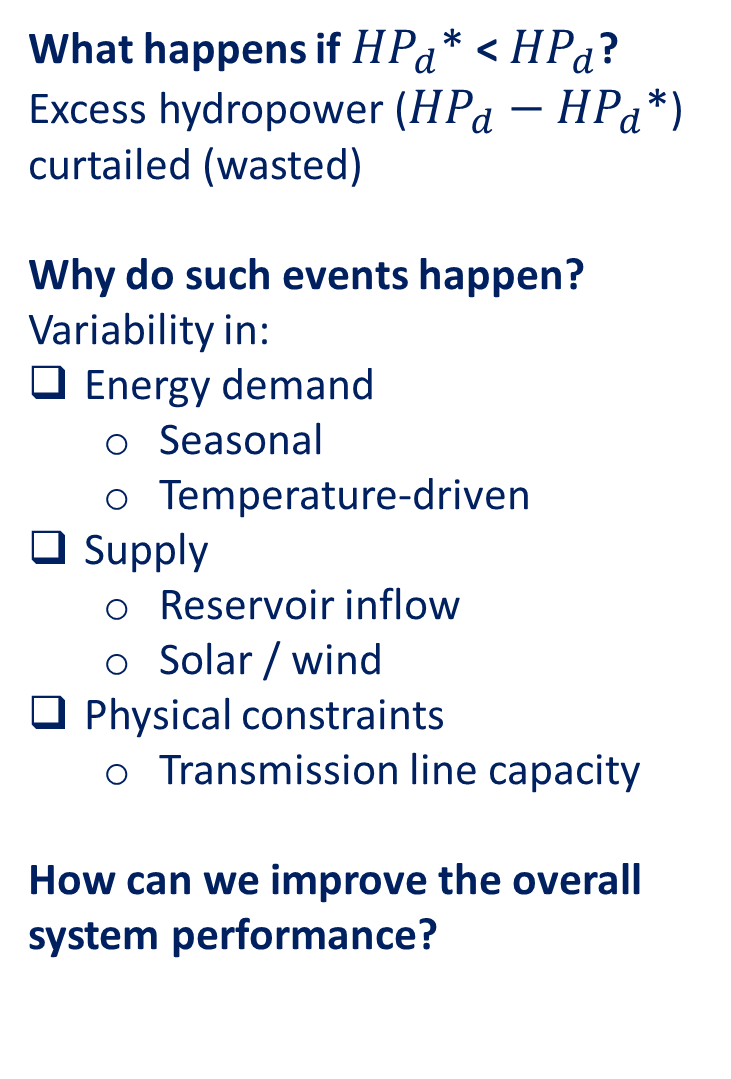 What happens if HP_d* < HP_d?
Excess hydropower (HP_d − HP_d*)
curtailed (wasted)
Why do such events happen?
Variability in:
❑ Energy demand
o Seasonal
o Temperature-driven
❑ Supply
o Reservoir inflow
o Solar / wind
❑ Physical constraints
o Transmission line capacity
How can we improve the overall
system performance?